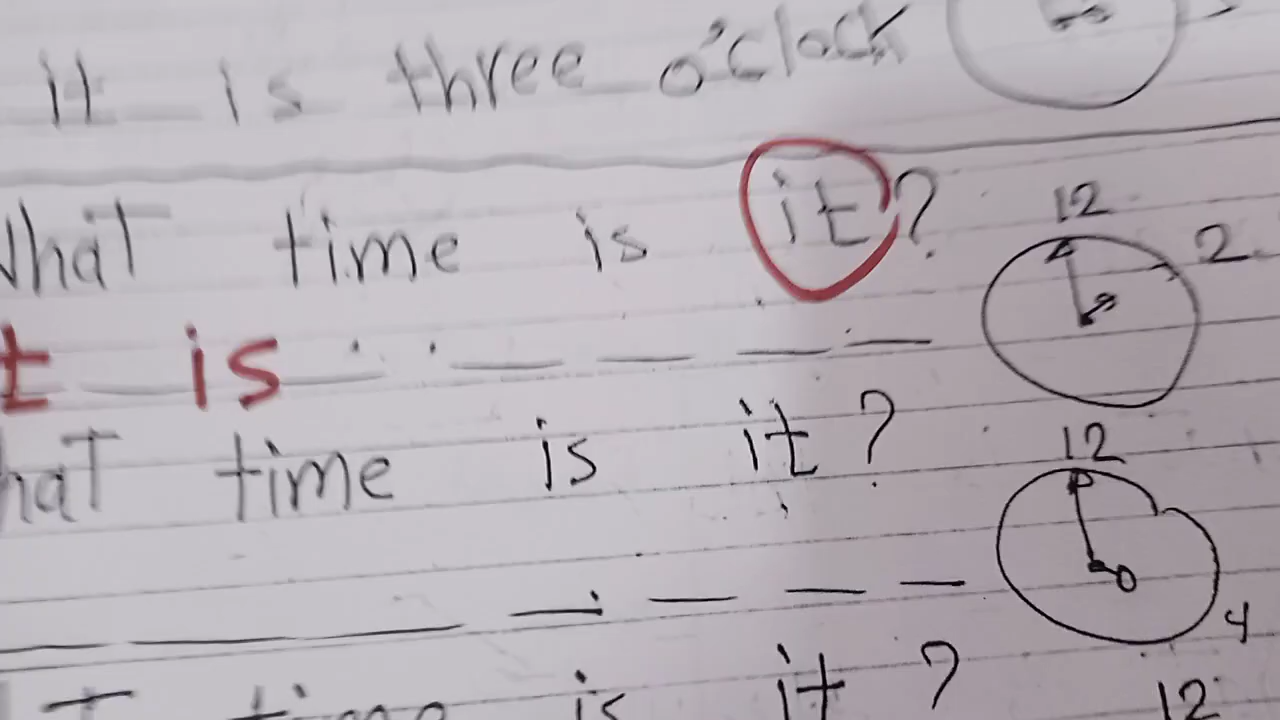 it is three o'clock
What time is it? 12 2
t is
hat time is it? 12
4
time is it? 12